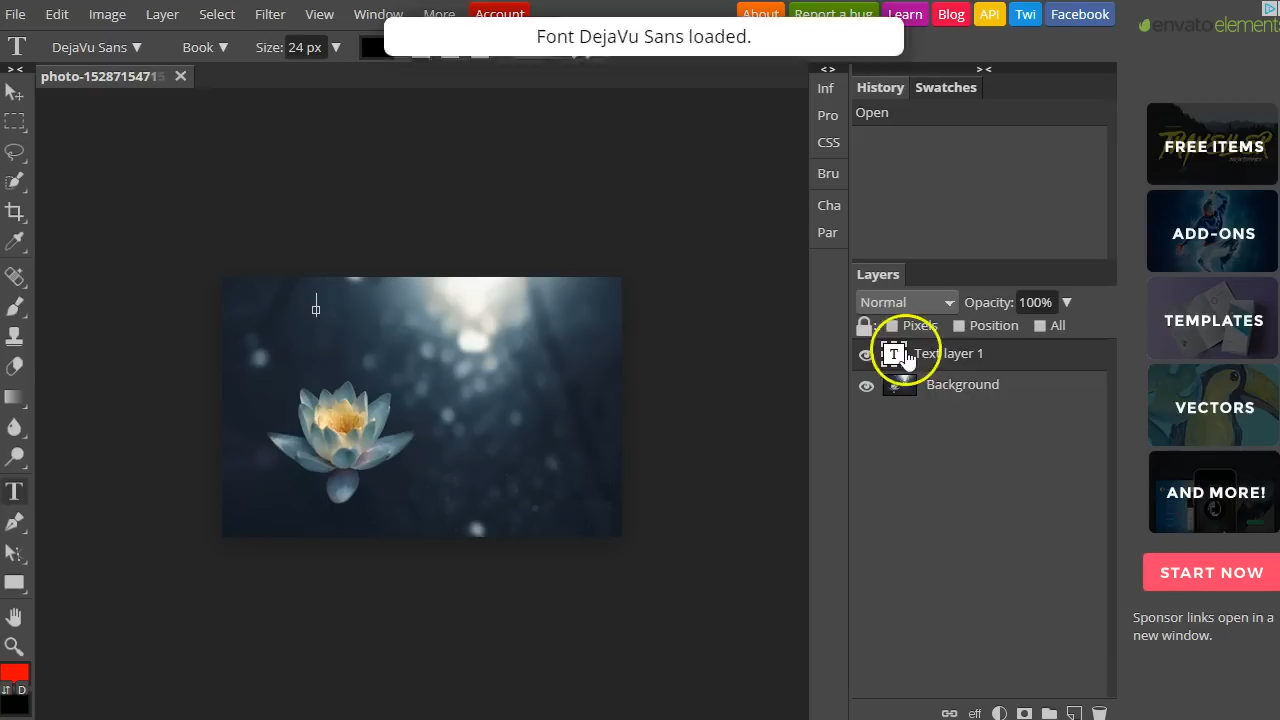 File Edit Image Layer Select Filter View Window More Account About Report a bug Learn Blog API Twi Facebook
Font DejaVu Sans loaded.
T DejaVu Sans ▼ Book ▼ Size: 24 px ▼
envato elements
photo-1528715471
> <
< >
> <
Inf
Pro
CSS
Bru
Cha
Par
History Swatches
Open
Layers
Normal Opacity: 100% ▼
Pixels Position All
T Text layer 1
Background
eff
T
D
FREE ITEMS
ADD-ONS
TEMPLATES
VECTORS
AND MORE!
START NOW
Sponsor links open in a
new window.